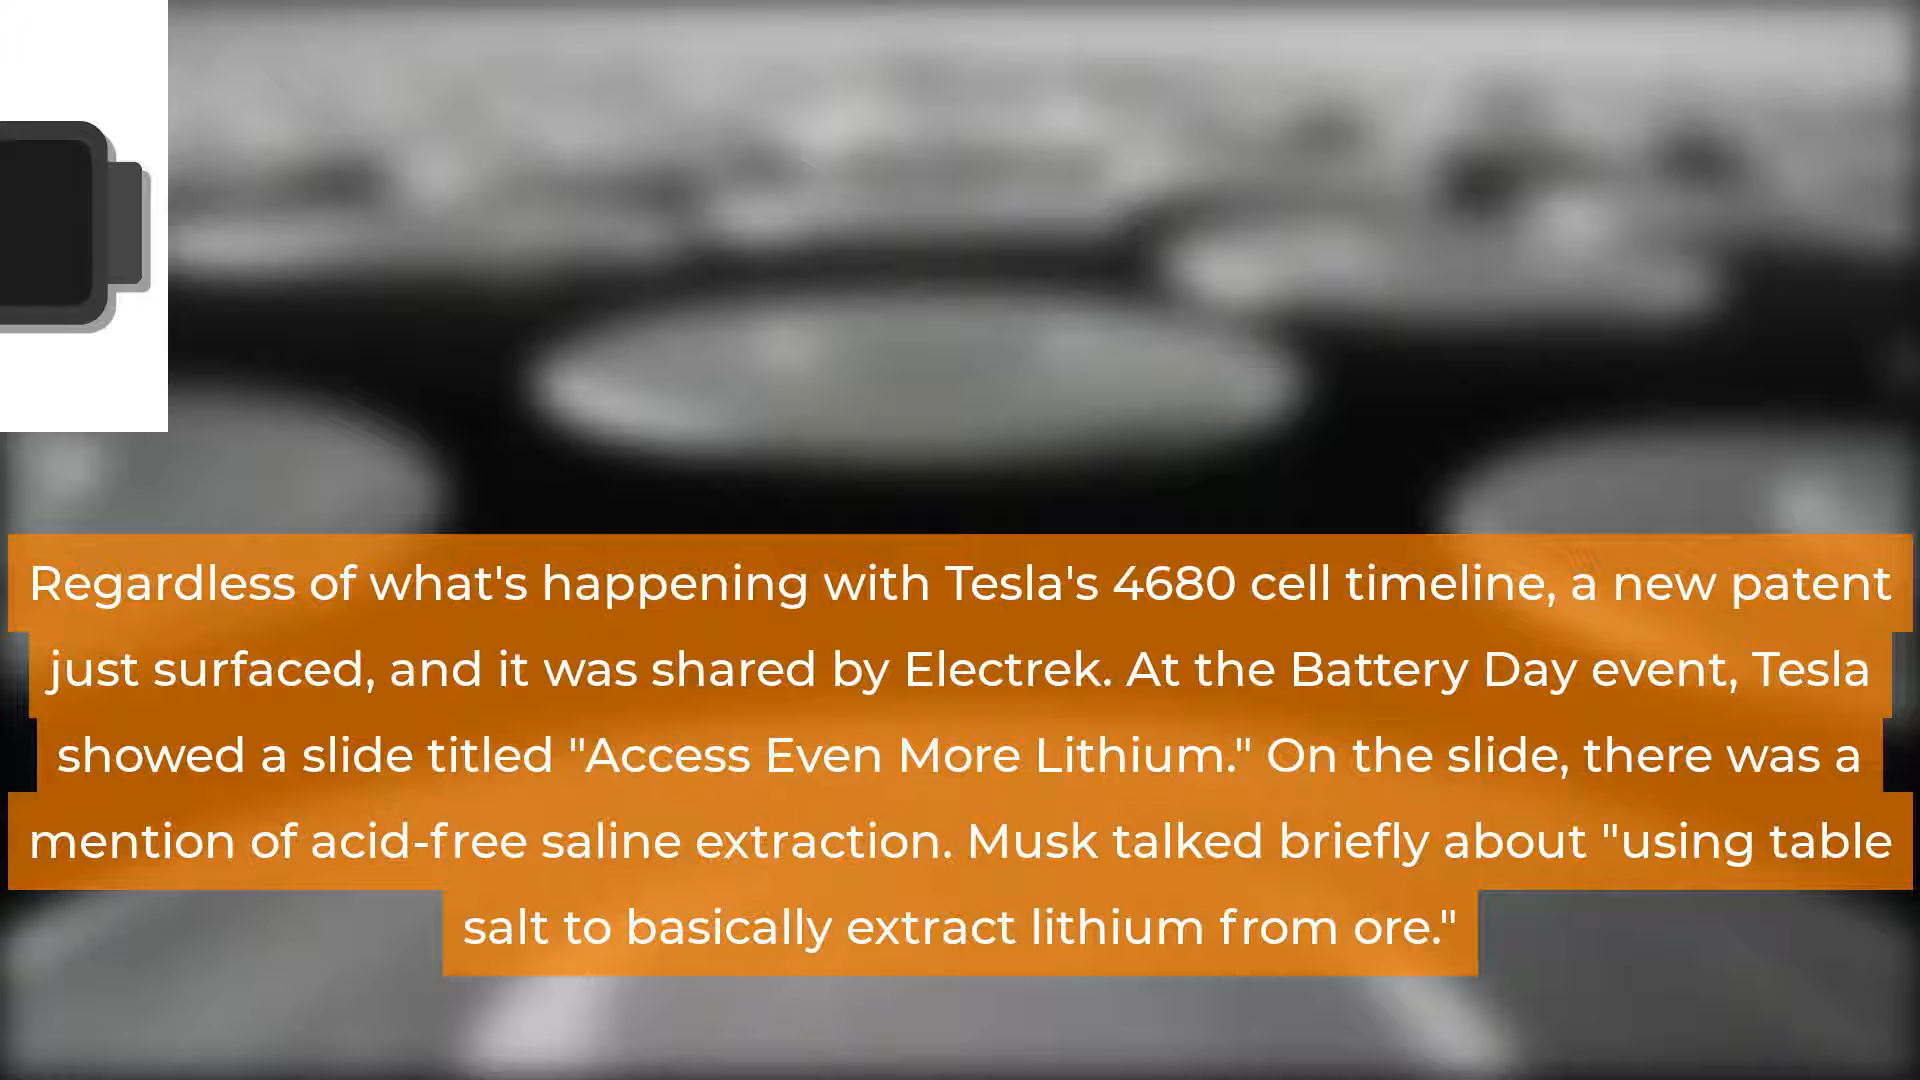 Regardless of what's happening with Tesla's 4680 cell timeline, a new patent
just surfaced, and it was shared by Electrek. At the Battery Day event, Tesla
showed a slide titled "Access Even More Lithium." On the slide, there was a
mention of acid-free saline extraction. Musk talked briefly about "using table
salt to basically extract lithium from ore."